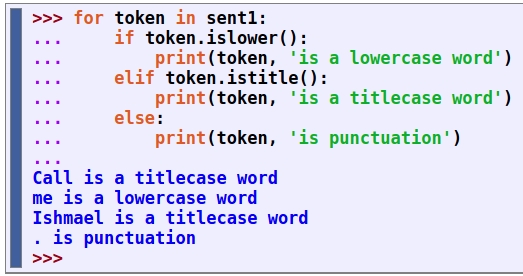 >>> for token in sent1:
...     if token.islower():
...         print(token, 'is a lowercase word')
...     elif token.istitle():
...         print(token, 'is a titlecase word')
...     else:
...         print(token, 'is punctuation')
...
Call is a titlecase word
me is a lowercase word
Ishmael is a titlecase word
. is punctuation
>>>